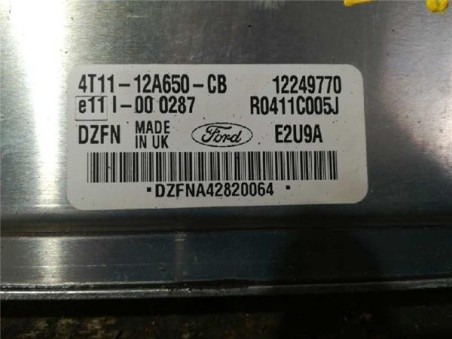 4T11-12A650-CB 12249770
e11 I-00 0287 R0411C005J
DZFN MADE IN UK Ford E2U9A
*DZFNA42820064*